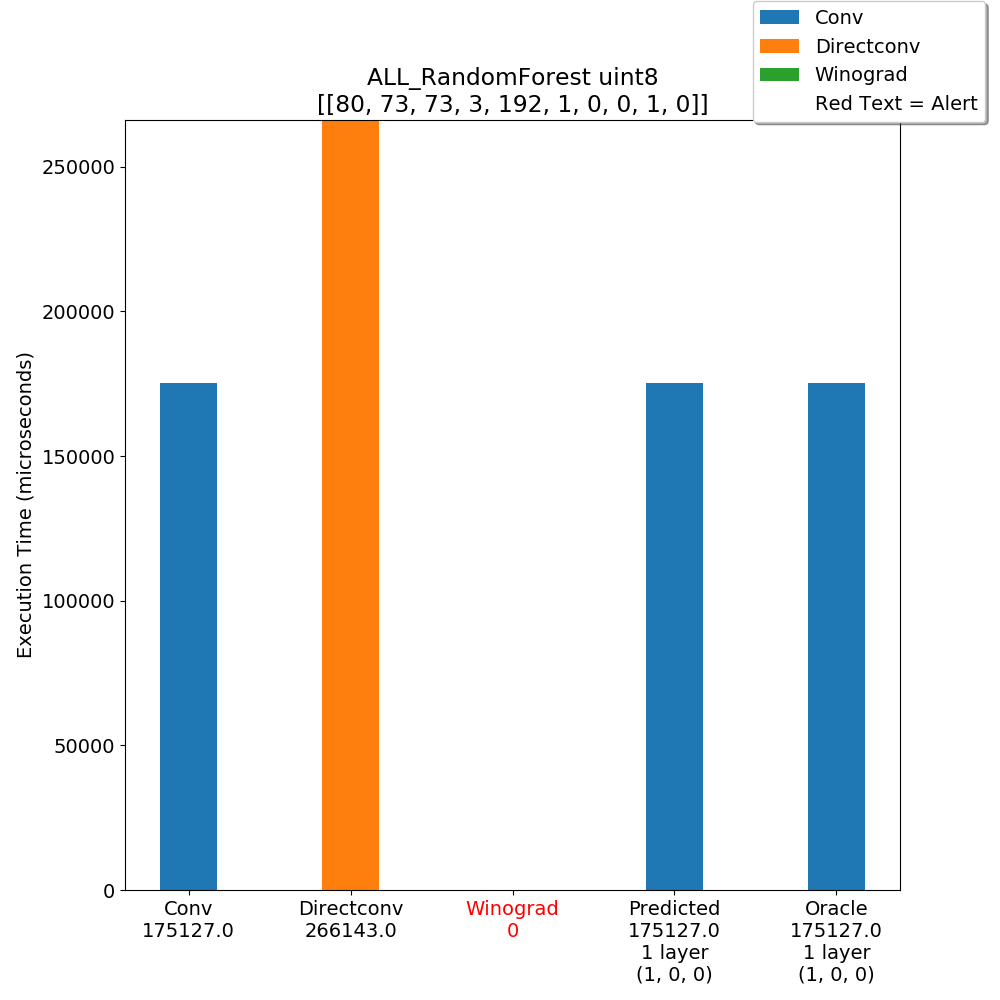 Conv
Directconv
Winograd
Red Text = Alert
ALL_RandomForest uint8
[[80, 73, 73, 3, 192, 1, 0, 0, 1, 0]]
Execution Time (microseconds)
250000
200000
150000
100000
50000
0
Conv
175127.0
Directconv
266143.0
Winograd
0
Predicted
175127.0
1 layer
(1, 0, 0)
Oracle
175127.0
1 layer
(1, 0, 0)